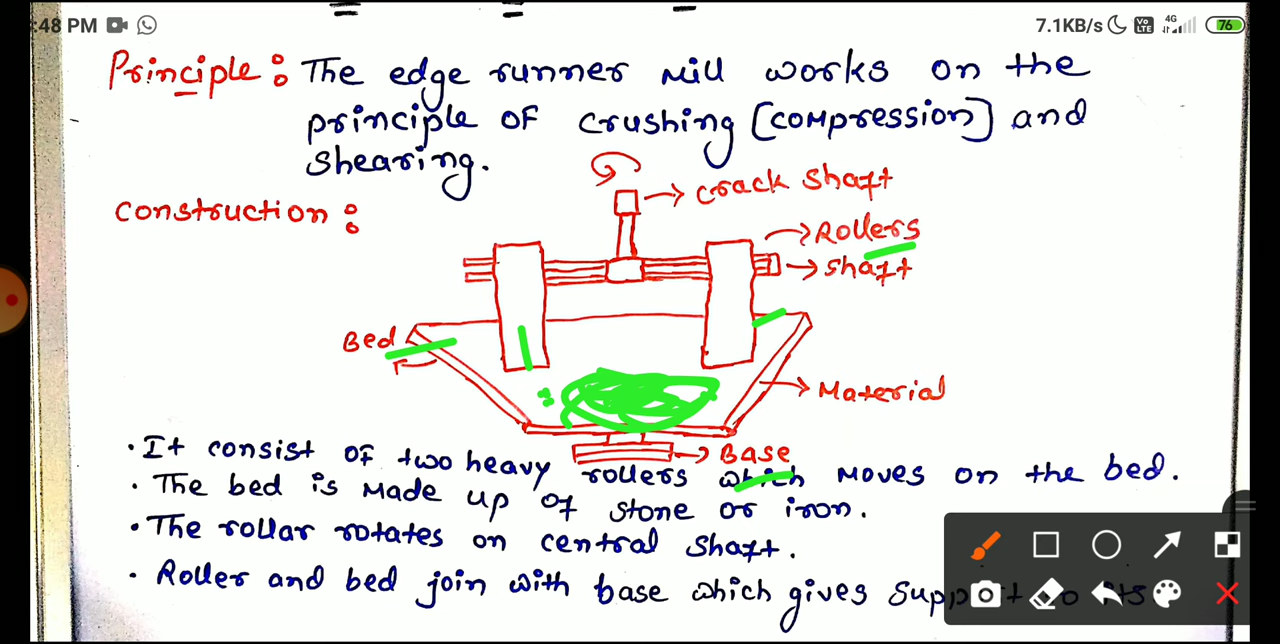 :48 PM
7.1KB/s Vo LTE 4G 76
Principle: The edge runner Mill works on the
principle of crushing [compression] and
shearing.
Construction:
Crack Shaft
Rollers
Shaft
Bed
Material
Base
• It consist of two heavy rollers which moves on the bed.
• The bed is Made up of stone or iron.
• The rollar rotates on central shaft.
• Roller and bed join with base which gives